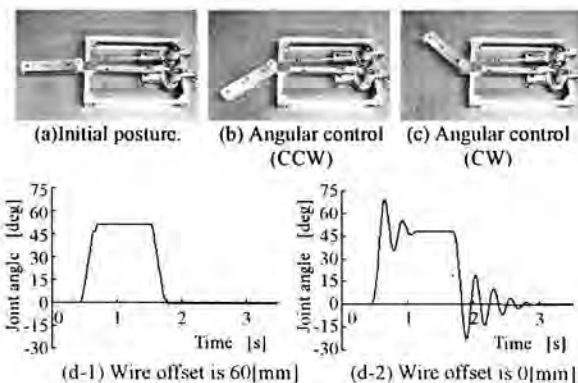 (a)Initial posture.
(b) Angular control
(CCW)
(c) Angular control
(CW)
Joint angle [deg]
75
60
45
30
15
0
-15
-30
0
1
2
3
Time [s]
(d-1) Wire offset is 60[mm]
Joint angle [deg]
75
60
45
30
15
0
-15
-30
0
1
2
3
Time [s]
(d-2) Wire offset is 0[mm]